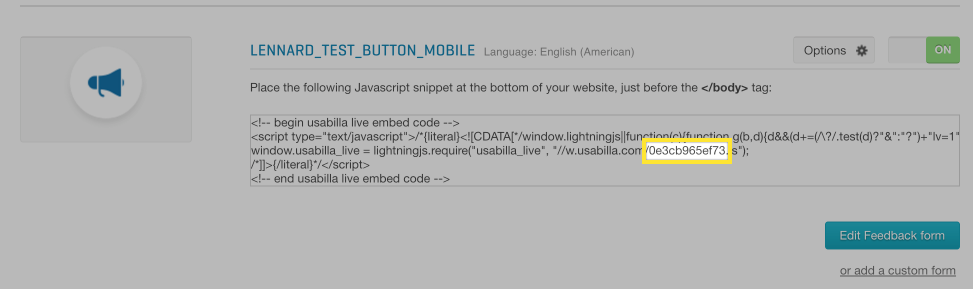 LENNARD_TEST_BUTTON_MOBILE Language: English (American) Options ON
Place the following Javascript snippet at the bottom of your website, just before the </body> tag:
<!-- begin usabilla live embed code -->
<script type="text/javascript">/*{literal}<![CDATA[*/window.lightningjs||function(c){function g(b,d){d&&(d+=(/\?/.test(d)?"&":"?")+"lv=1"
window.usabilla_live = lightningjs.require("usabilla_live", "//w.usabilla.com/0e3cb965ef73.js");
/*]]>{/literal}*/</script>
<!-- end usabilla live embed code -->
Edit Feedback form
or add a custom form